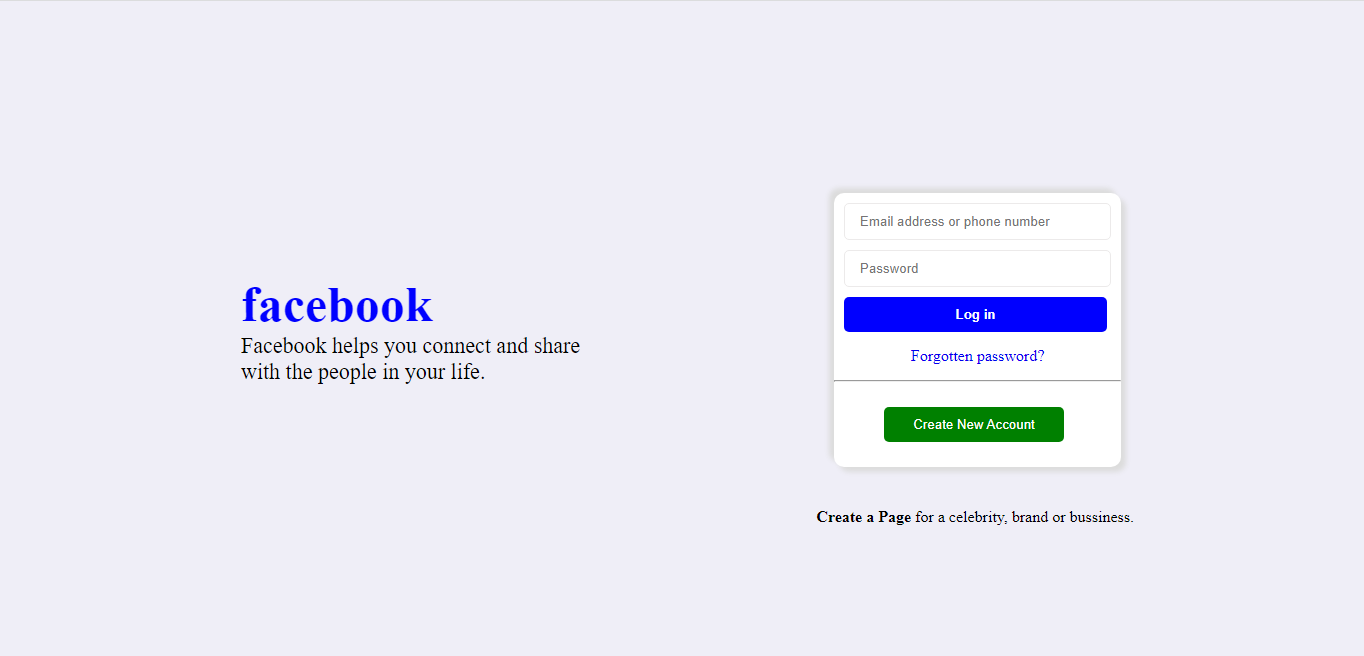 facebook
Facebook helps you connect and share
with the people in your life.
Email address or phone number
Password
Log in
Forgotten password?
Create New Account
Create a Page for a celebrity, brand or bussiness.